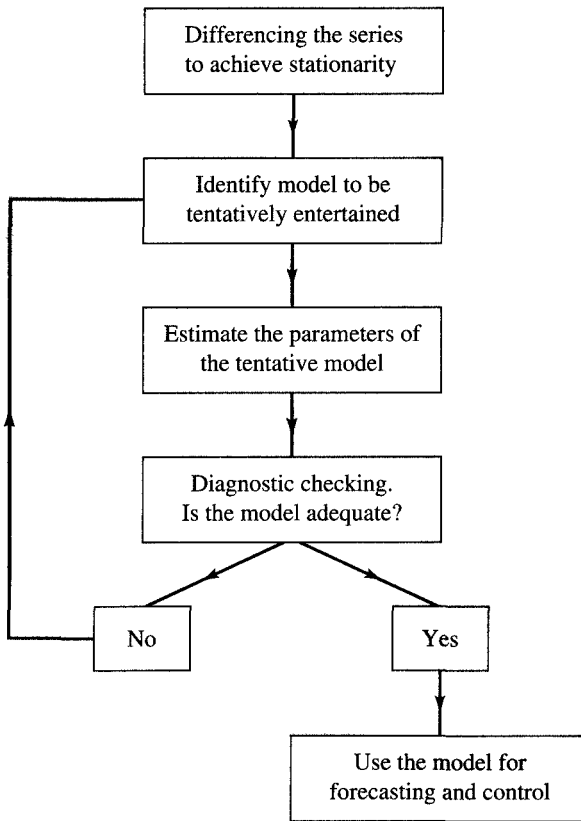 Differencing the series
to achieve stationarity
Identify model to be
tentatively entertained
Estimate the parameters of
the tentative model
Diagnostic checking.
Is the model adequate?
No
Yes
Use the model for
forecasting and control